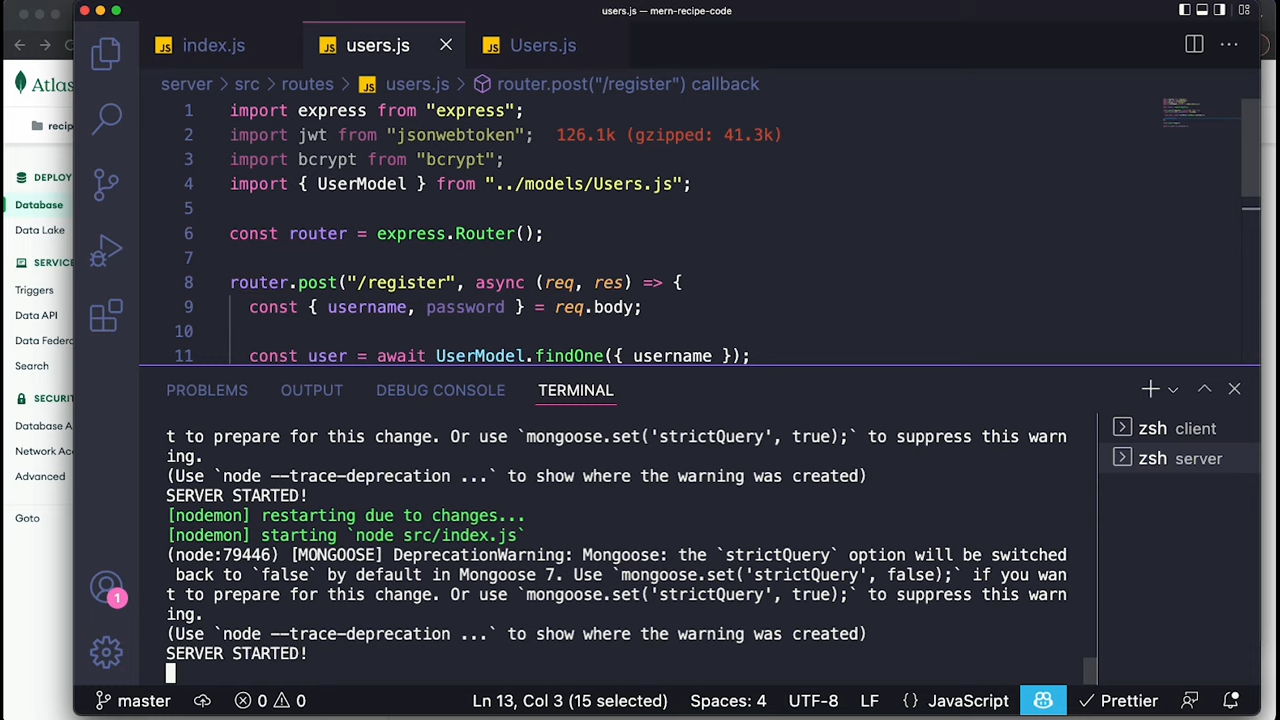 users.js — mern-recipe-code
index.js
users.js
Users.js
server > src > routes > users.js > router.post("/register") callback
1 import express from "express";
2 import jwt from "jsonwebtoken"; 126.1k (gzipped: 41.3k)
3 import bcrypt from "bcrypt";
4 import { UserModel } from "../models/Users.js";
5
6 const router = express.Router();
7
8 router.post("/register", async (req, res) => {
9 const { username, password } = req.body;
10
11 const user = await UserModel.findOne({ username });
PROBLEMS OUTPUT DEBUG CONSOLE TERMINAL
t to prepare for this change. Or use `mongoose.set('strictQuery', true);` to suppress this warn
ing.
(Use `node --trace-deprecation ...` to show where the warning was created)
SERVER STARTED!
[nodemon] restarting due to changes...
[nodemon] starting `node src/index.js`
(node:79446) [MONGOOSE] DeprecationWarning: Mongoose: the `strictQuery` option will be switched
back to `false` by default in Mongoose 7. Use `mongoose.set('strictQuery', false);` if you wan
t to prepare for this change. Or use `mongoose.set('strictQuery', true);` to suppress this warn
ing.
(Use `node --trace-deprecation ...` to show where the warning was created)
SERVER STARTED!
zsh client
zsh server
1
master 0 0 Ln 13, Col 3 (15 selected) Spaces: 4 UTF-8 LF {} JavaScript Prettier
Atlas
recip
DEPLOY
Database
Data Lake
SERVICE
Triggers
Data API
Data Feder
Search
SECURIT
Database A
Network Acc
Advanced
Goto